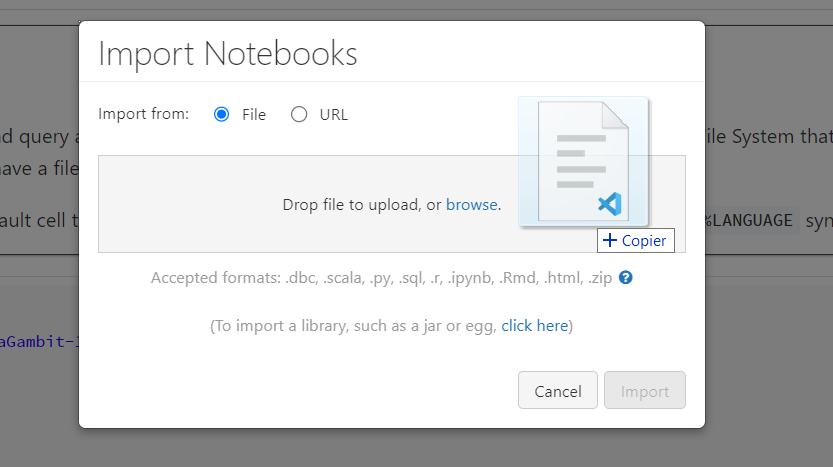 Import Notebooks
Import from: File URL
nd query a
ile System that
ave a file
Drop file to upload, or browse.
ault cell t
%LANGUAGE syn
+ Copier
Accepted formats: .dbc, .scala, .py, .sql, .r, .ipynb, .Rmd, .html, .zip ?
(To import a library, such as a jar or egg, click here)
aGambit-1
Cancel Import